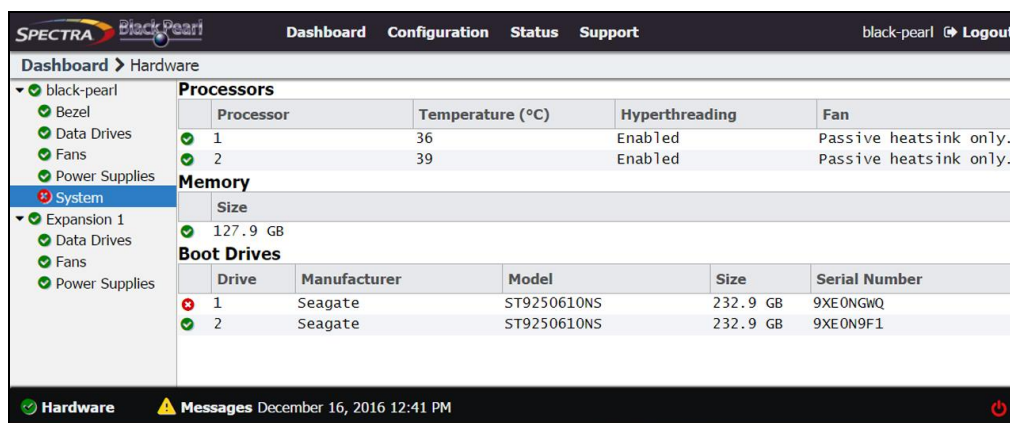 SPECTRA BlackPearl Dashboard Configuration Status Support black-pearl Logout
Dashboard > Hardware
black-pearl
Bezel
Data Drives
Fans
Power Supplies
System
Expansion 1
Data Drives
Fans
Power Supplies
Processors
Processor Temperature (°C) Hyperthreading Fan
1 36 Enabled Passive heatsink only.
2 39 Enabled Passive heatsink only.
Memory
Size
127.9 GB
Boot Drives
Drive Manufacturer Model Size Serial Number
1 Seagate ST9250610NS 232.9 GB 9XE0NGWQ
2 Seagate ST9250610NS 232.9 GB 9XE0N9F1
Hardware Messages December 16, 2016 12:41 PM